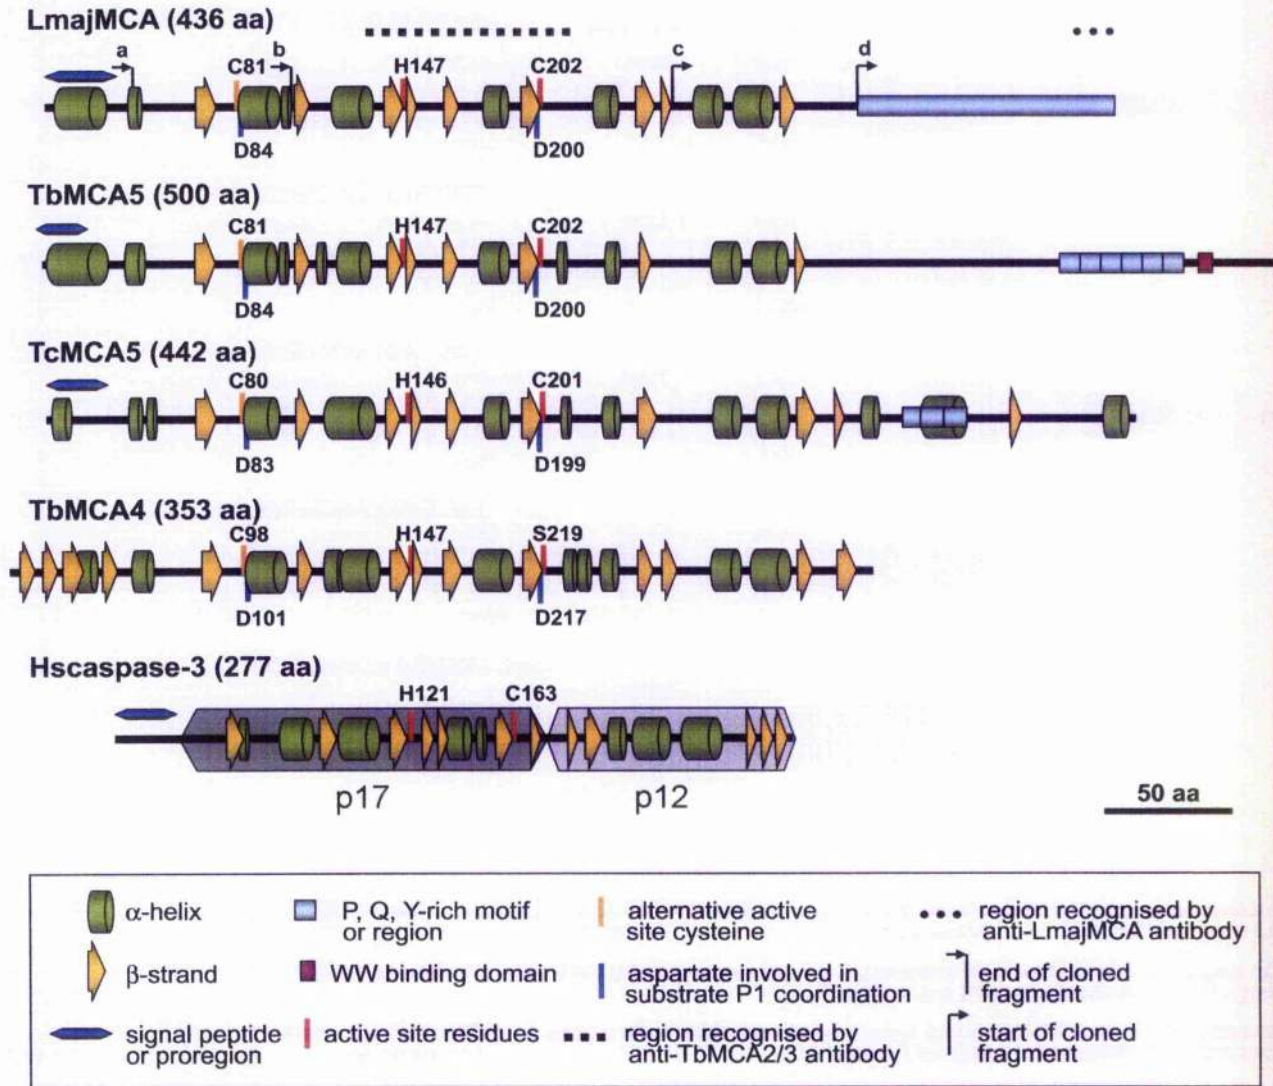 LmajMCA (436 aa)
a b c d
C81 H147 C202
D84 D200
TbMCA5 (500 aa)
C81 H147 C202
D84 D200
TcMCA5 (442 aa)
C80 H146 C201
D83 D199
TbMCA4 (353 aa)
C98 H147 S219
D101 D217
Hscaspase-3 (277 aa)
H121 C163
p17 p12
50 aa
α-helix
β-strand
signal peptide
or proregion
P, Q, Y-rich motif
or region
WW binding domain
active site residues
alternative active
site cysteine
aspartate involved in
substrate P1 coordination
region recognised by
anti-TbMCA2/3 antibody
region recognised by
anti-LmajMCA antibody
end of cloned
fragment
start of cloned
fragment